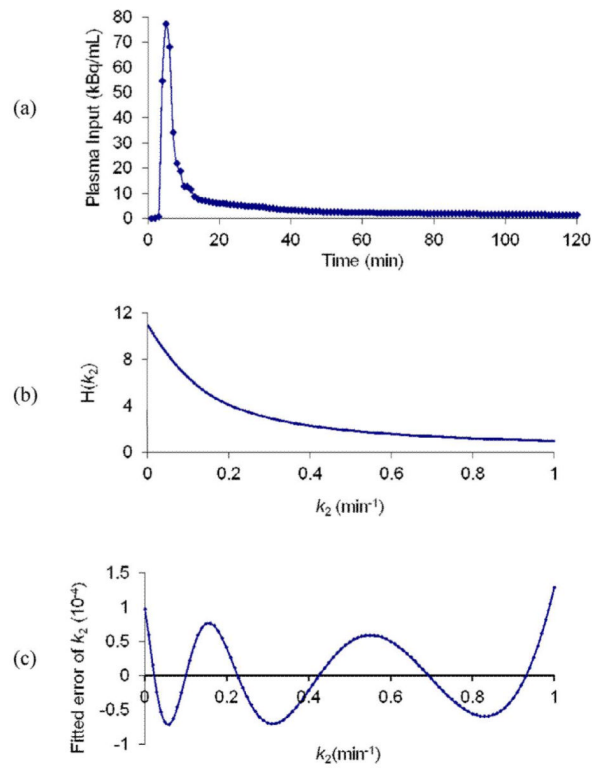 (a)
Plasma Input (kBq/mL)
80
70
60
50
40
30
20
10
0
0 20 40 60 80 100 120
Time (min)
(b)
H(k₂)
12
8
4
0
0 0.2 0.4 0.6 0.8 1
k₂ (min⁻¹)
(c)
Fitted error of k₂ (10⁻⁴)
1.5
1
0.5
0
-0.5
-1
0 0.2 0.4 0.6 0.8 1
k₂(min⁻¹)